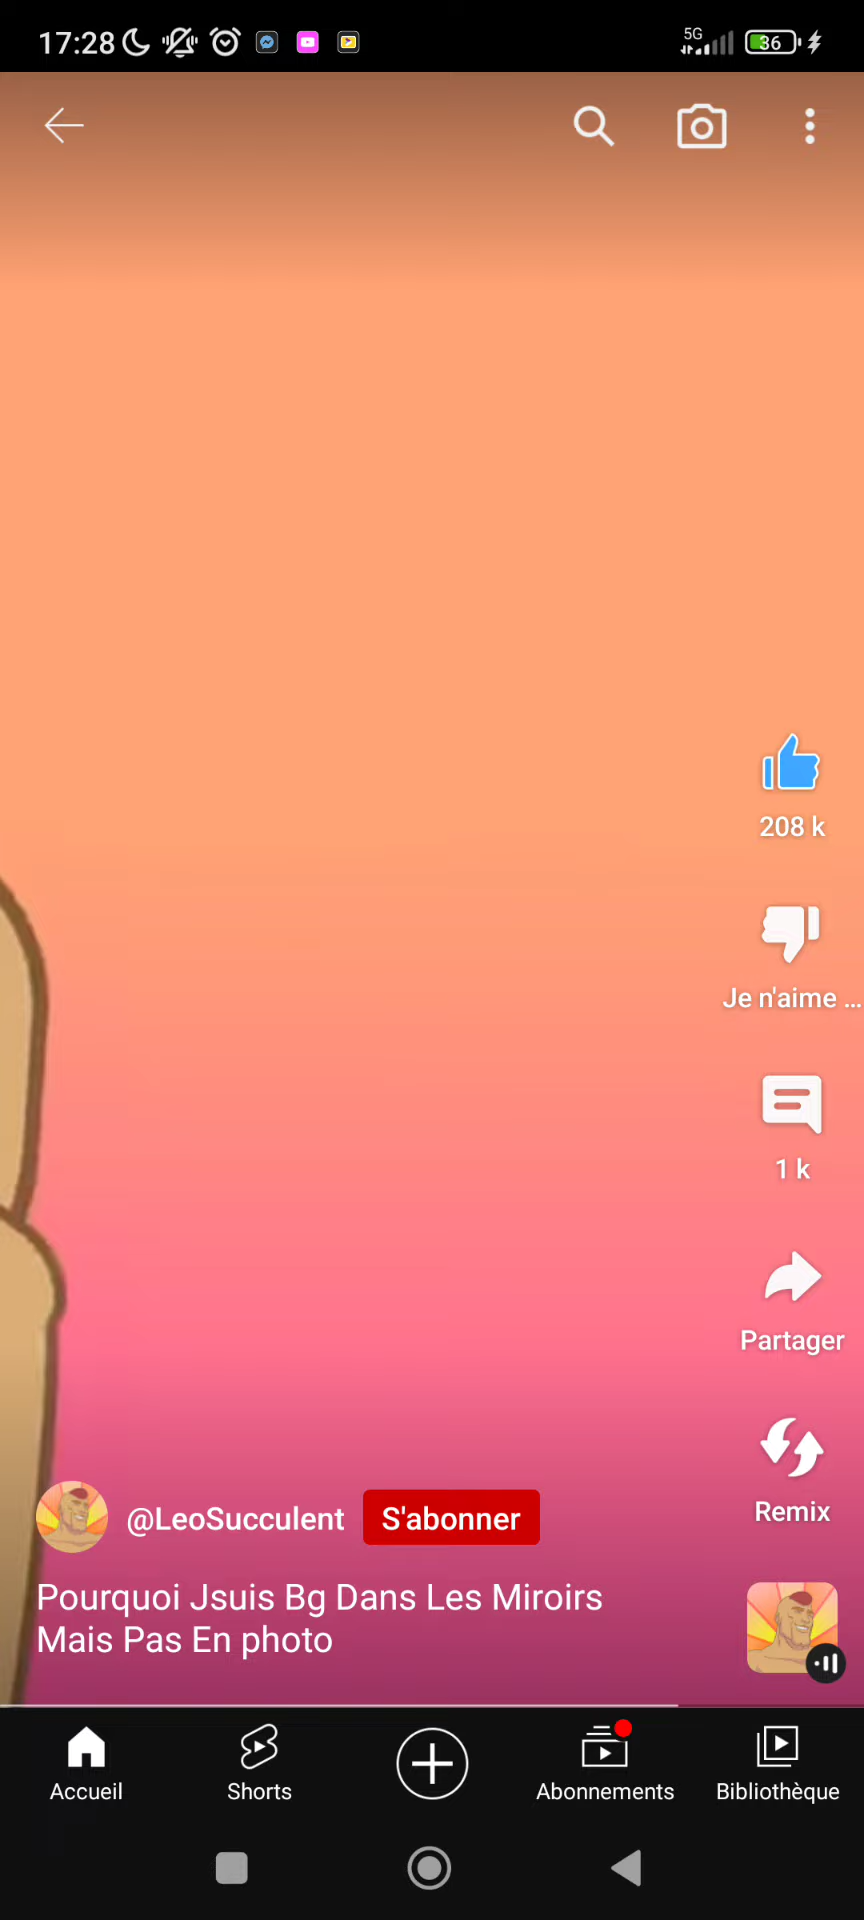 17:28
5G
36
208 k
Je n'aime ...
1 k
Partager
Remix
@LeoSucculent
S'abonner
Pourquoi Jsuis Bg Dans Les Miroirs
Mais Pas En photo
Accueil
Shorts
Abonnements
Bibliothèque